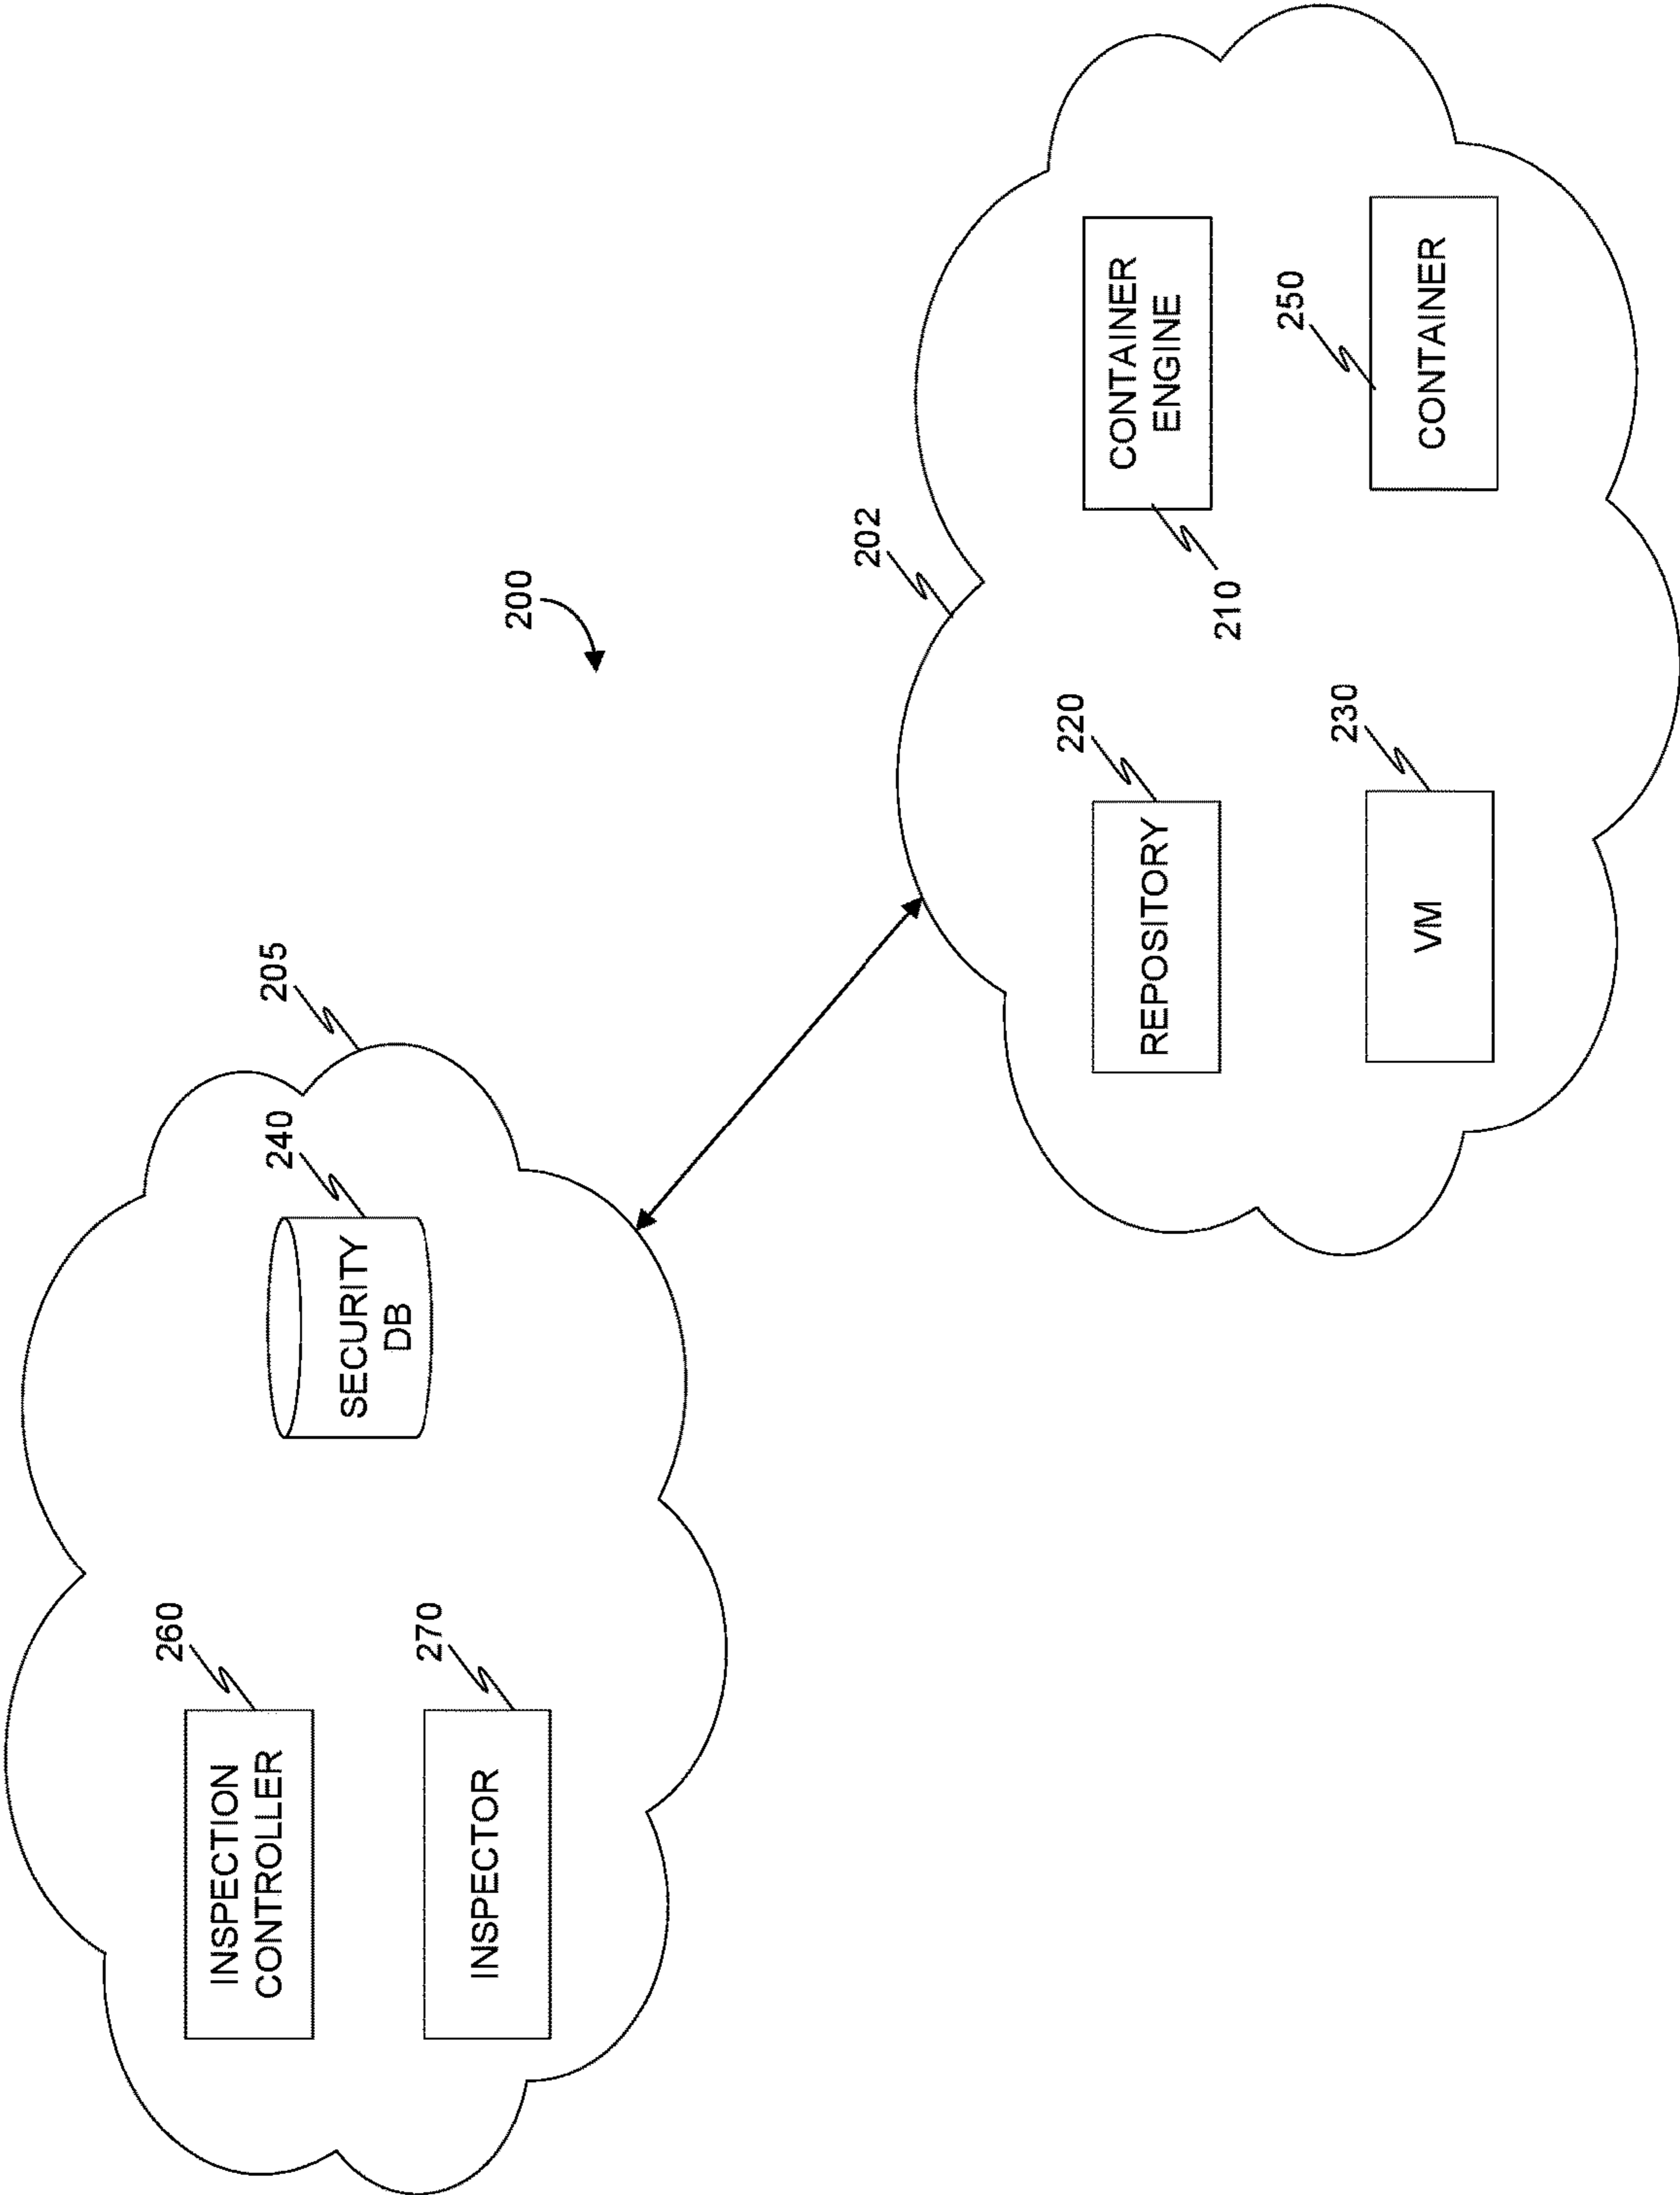 205
260
INSPECTION
CONTROLLER
240
SECURITY
DB
270
INSPECTOR
200
202
220
REPOSITORY
CONTAINER
ENGINE
210
230
VM
250
CONTAINER